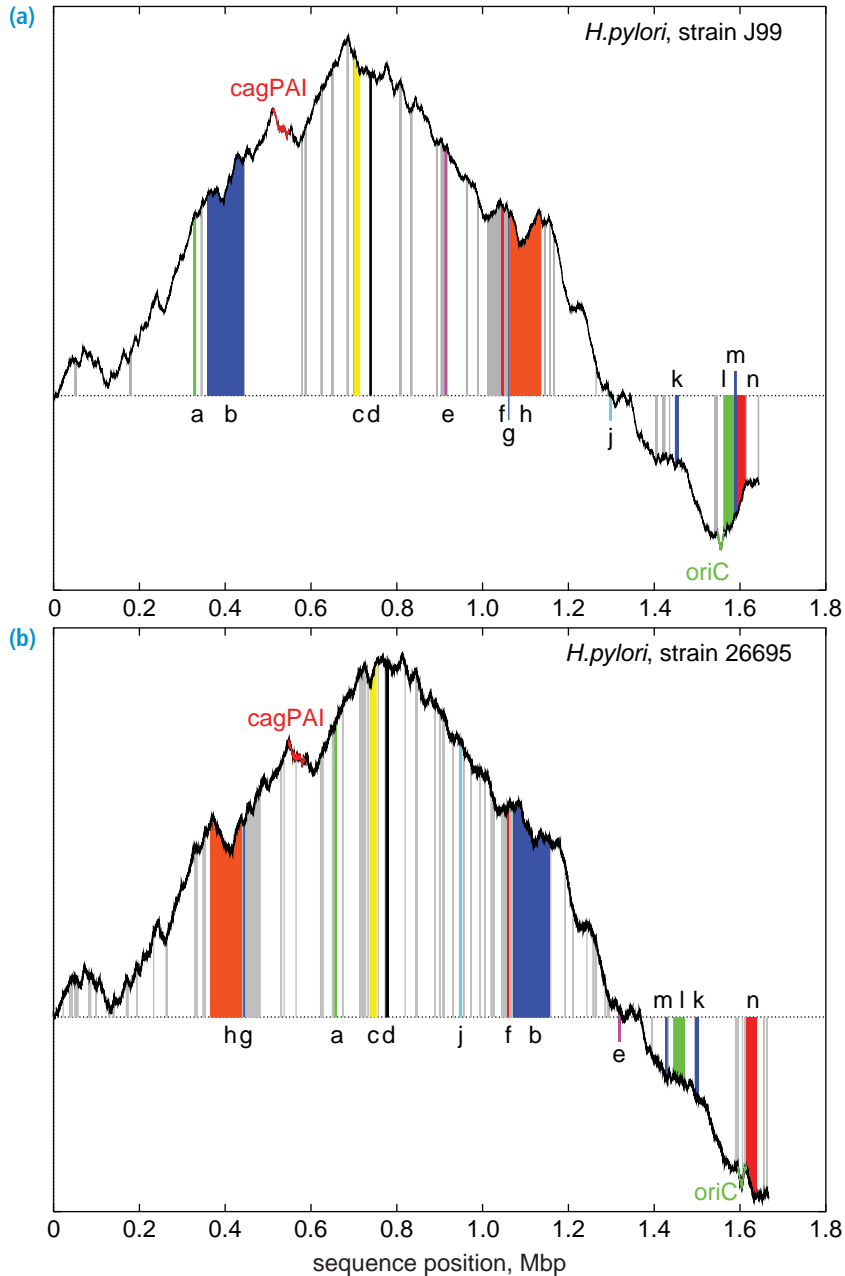 (a)
H.pylori, strain J99
cagPAI
m
k l n
a b c d e f h
g j
oriC
0 0.2 0.4 0.6 0.8 1.0 1.2 1.4 1.6 1.8
(b)
H.pylori, strain 26695
cagPAI
m l k n
h g a c d j f b
e
oriC
0 0.2 0.4 0.6 0.8 1.0 1.2 1.4 1.6 1.8
sequence position, Mbp